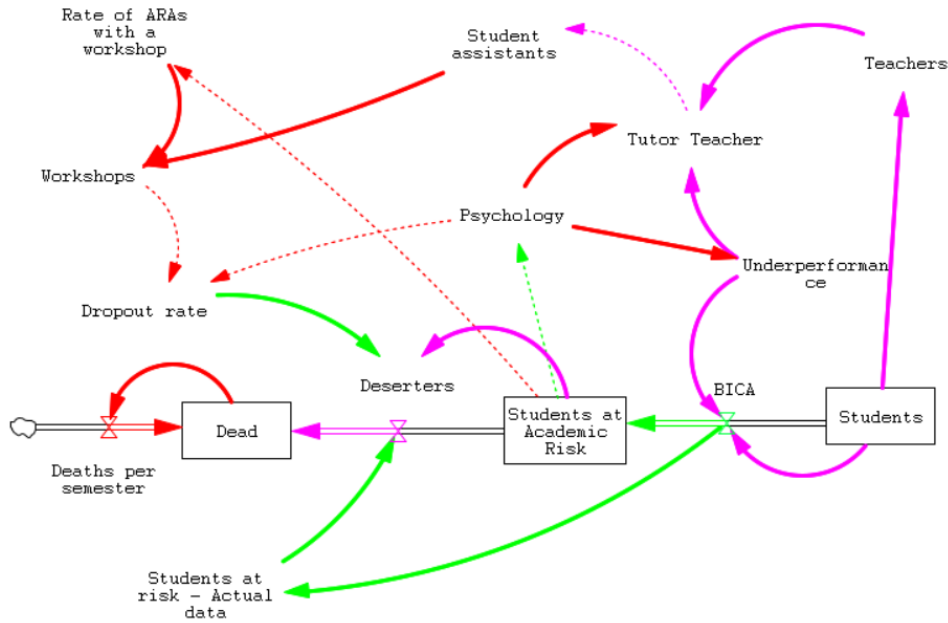 Rate of ARAs
with a
workshop
Student
assistants
Teachers
Tutor Teacher
Workshops
Psychology
Underperforman
ce
Dropout rate
Deserters
BICA
Students at
Academic
Risk
Students
Dead
Deaths per
semester
Students at
risk - Actual
data